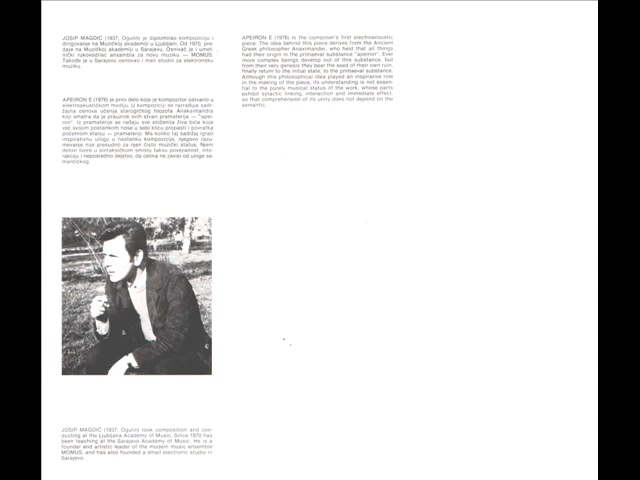 JOSIP MAGDIĆ (1937, Ogulin) je diplomirao kompoziciju i
dirigovanje na Muzičkoj akademiji u Ljubljani. Od 1970. pre-
daje na Muzičkoj akademiji u Sarajevu. Osnivač je i umet-
nički rukovodilac ansambla za novu muziku — MOMUS.
Takođe je u Sarajevu osnovao i mali studio za elektronsku
muziku.
APEIRON E (1976) je prvo delo koje je kompozitor ostvario u
elektroakustičkom mediju. U kompoziciji se razrađuje sadr-
žajna osnova učenja starogrčkog filozofa Anaksimandra
koji smatra da je prauzrok svih stvari pramaterija — "apei-
ron". Iz pramaterije se rađaju sve složenija živa bića koja
već svojim postankom nose u sebi klicu propasti i povratka
početnom stanju — pramateriji. Ma koliko taj sadržaj igrao
inspirativnu ulogu u nastanku kompozicije, njegovo razu-
mevanje nije presudno za njen čisto muzički status. Njeni
delovi tvore u sintaksičkom smislu takvu povezanost, inte-
rakciju i neposredno dejstvo, da celina ne zavisi od uloge se-
mantičkog.
JOSIP MAGDIĆ (1937, Ogulin) took composition and con-
ducting at the Ljubljana Academy of Music. Since 1970 has
been teaching at the Sarajevo Academy of Music. He is a
founder and artistic leader of the modern music ensemble
MOMUS, and has also founded a small electronic studio in
Sarajevo.
APEIRON E (1976) is the composer's first electroacoustic
piece. The idea behind this piece derives from the Ancient
Greek philosopher Anaximander, who held that all things
had their origin in the primaeval substance "apeiron". Ever
more complex beings develop out of this substance, but
from their very genesis they bear the seed of their own ruin,
finally return to the initial state, to the primaeval substance.
Although this philosophical idea played an inspirative role
in the making of the piece, its understanding is not essen-
tial to the purely musical status of the work, whose parts
exhibit sytactic linking, interaction and immediate effect,
so that comprehension of its unity does not depend on the
semantic.